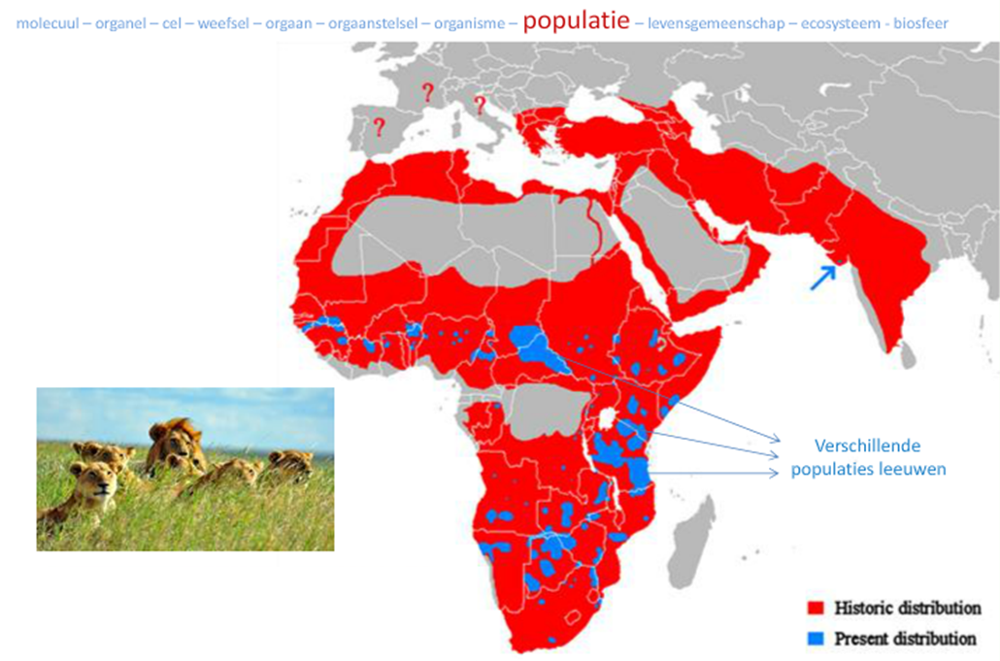 molecuul – organel – cel – weefsel – orgaan – orgaanstelsel – organisme – populatie – levensgemeenschap – ecosysteem - biosfeer
?
?
?
?
Verschillende
populaties leeuwen
Historic distribution
Present distribution